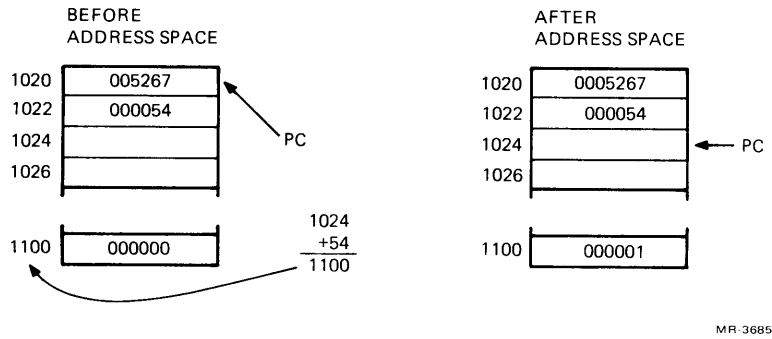 BEFORE
ADDRESS SPACE
1020 005267
1022 000054
1024
PC
1026
1100 000000
1024
+54
1100
AFTER
ADDRESS SPACE
1020 0005267
1022 000054
1024
PC
1026
1100 000001
MR-3685